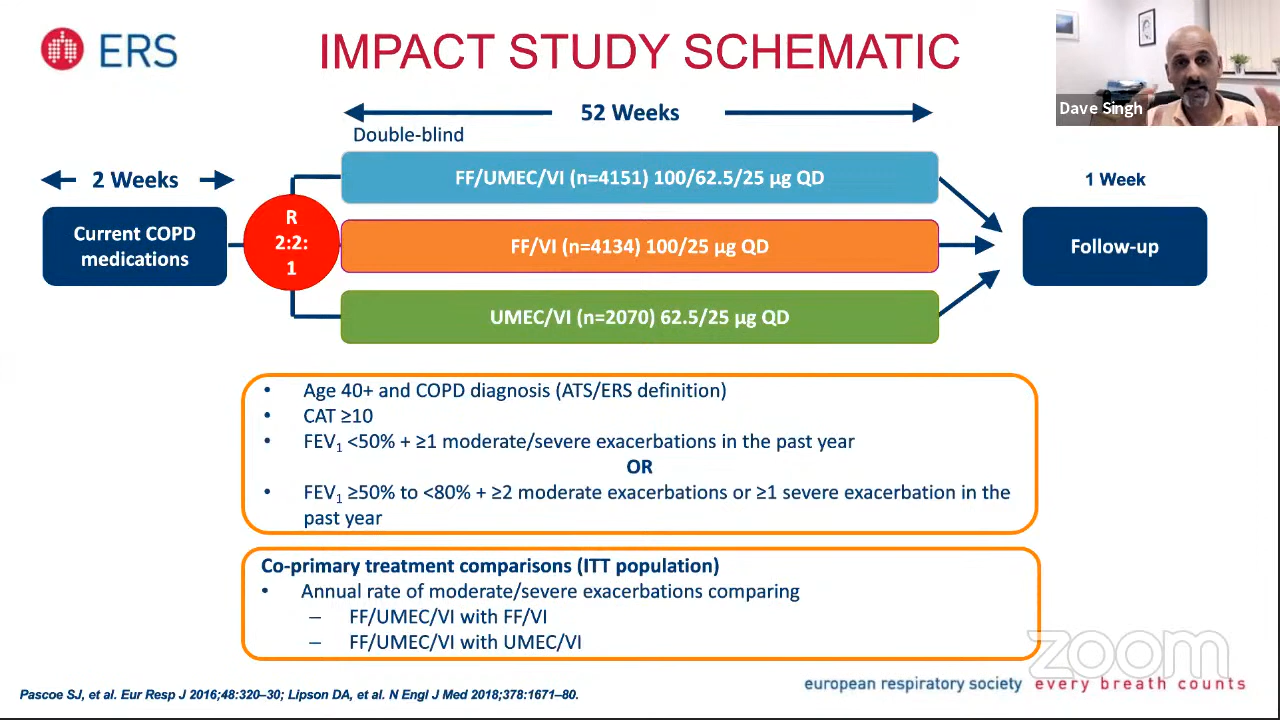 ERS
IMPACT STUDY SCHEMATIC
Dave Singh
52 Weeks
Double-blind
2 Weeks
FF/UMEC/VI (n=4151) 100/62.5/25 µg QD
1 Week
Current COPD
medications
R
2:2:
1
FF/VI (n=4134) 100/25 µg QD
Follow-up
UMEC/VI (n=2070) 62.5/25 µg QD
• Age 40+ and COPD diagnosis (ATS/ERS definition)
• CAT ≥10
• FEV1 <50% + ≥1 moderate/severe exacerbations in the past year
OR
• FEV1 ≥50% to <80% + ≥2 moderate exacerbations or ≥1 severe exacerbation in the
past year
Co-primary treatment comparisons (ITT population)
• Annual rate of moderate/severe exacerbations comparing
– FF/UMEC/VI with FF/VI
– FF/UMEC/VI with UMEC/VI
zoom
european respiratory society every breath counts
Pascoe SJ, et al. Eur Resp J 2016;48:320–30; Lipson DA, et al. N Engl J Med 2018;378:1671–80.